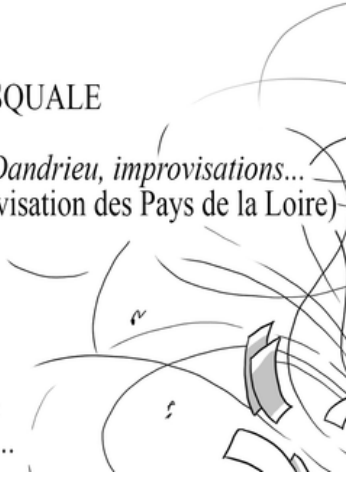 SQUALE
Dandrieu, improvisations...
visation des Pays de la Loire)
..